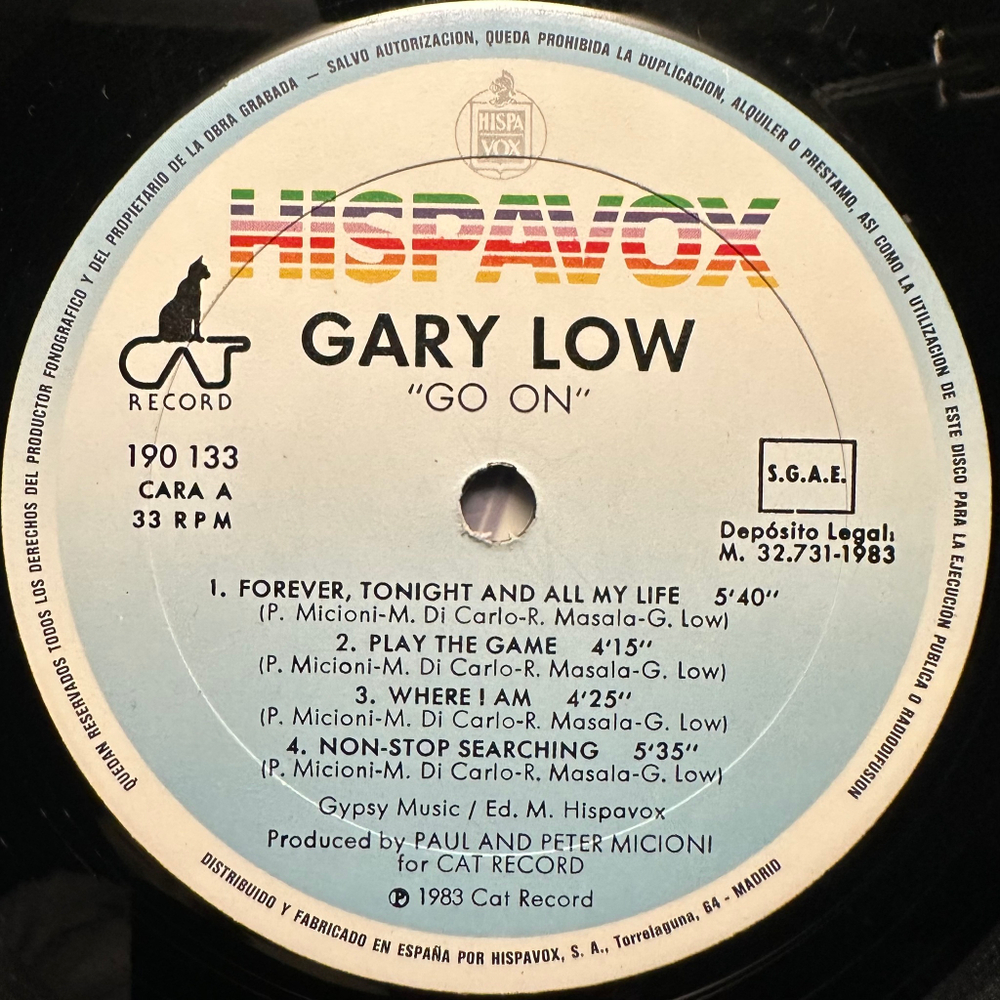 QUEDAN RESERVADOS TODOS LOS DERECHOS DEL PRODUCTOR FONOGRAFICO Y DEL PROPIETARIO DE LA OBRA GRABADA — SALVO AUTORIZACION, QUEDA PROHIBIDA LA DUPLICACION, ALQUILER O PRESTAMO, ASI COMO LA UTILIZACION DE ESTE DISCO PARA LA EJECUCION PUBLICA O RADIODIFUSION
HISPA
VOX
HISPAVOX
GARY LOW
"GO ON"
CAT
RECORD
190 133
CARA A
33 RPM
S.G.A.E.
Depósito Legal:
M. 32.731-1983
1. FOREVER, TONIGHT AND ALL MY LIFE 5'40''
(P. Micioni-M. Di Carlo-R. Masala-G. Low)
2. PLAY THE GAME 4'15''
(P. Micioni-M. Di Carlo-R. Masala-G. Low)
3. WHERE I AM 4'25''
(P. Micioni-M. Di Carlo-R. Masala-G. Low)
4. NON-STOP SEARCHING 5'35''
(P. Micioni-M. Di Carlo-R. Masala-G. Low)
Gypsy Music / Ed. M. Hispavox
Produced by PAUL AND PETER MICIONI
for CAT RECORD
℗ 1983 Cat Record
DISTRIBUIDO Y FABRICADO EN ESPAÑA POR HISPAVOX, S. A., Torrelaguna, 64 - MADRID